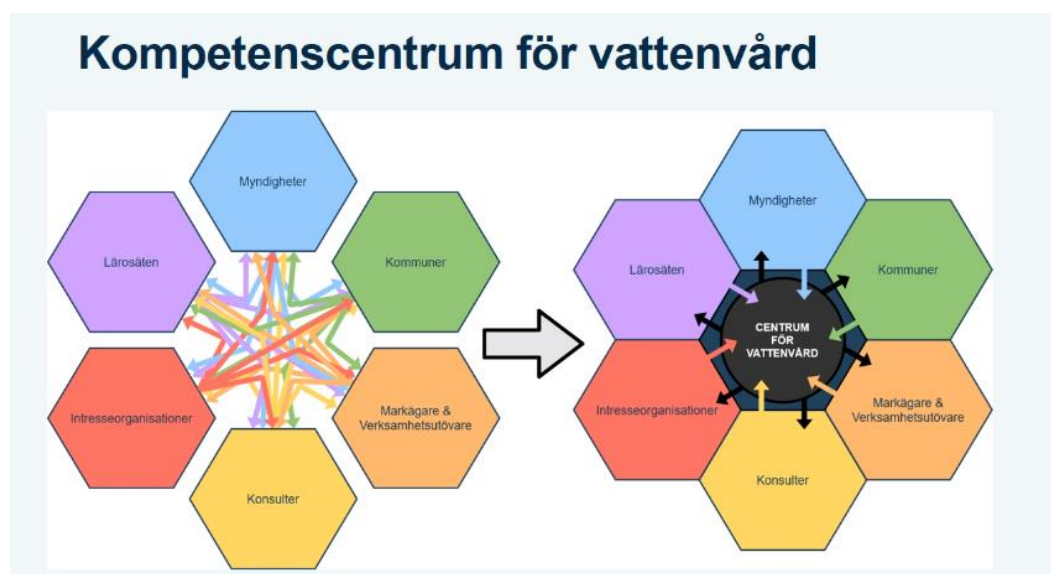 Kompetenscentrum för vattenvård
Myndigheter
Lärosäten
Kommuner
Intresseorganisationer
Markägare &
Verksamhetsutövare
Konsulter
Myndigheter
Lärosäten
Kommuner
CENTRUM
FÖR
VATTENVÅRD
Intresseorganisationer
Markägare &
Verksamhetsutövare
Konsulter